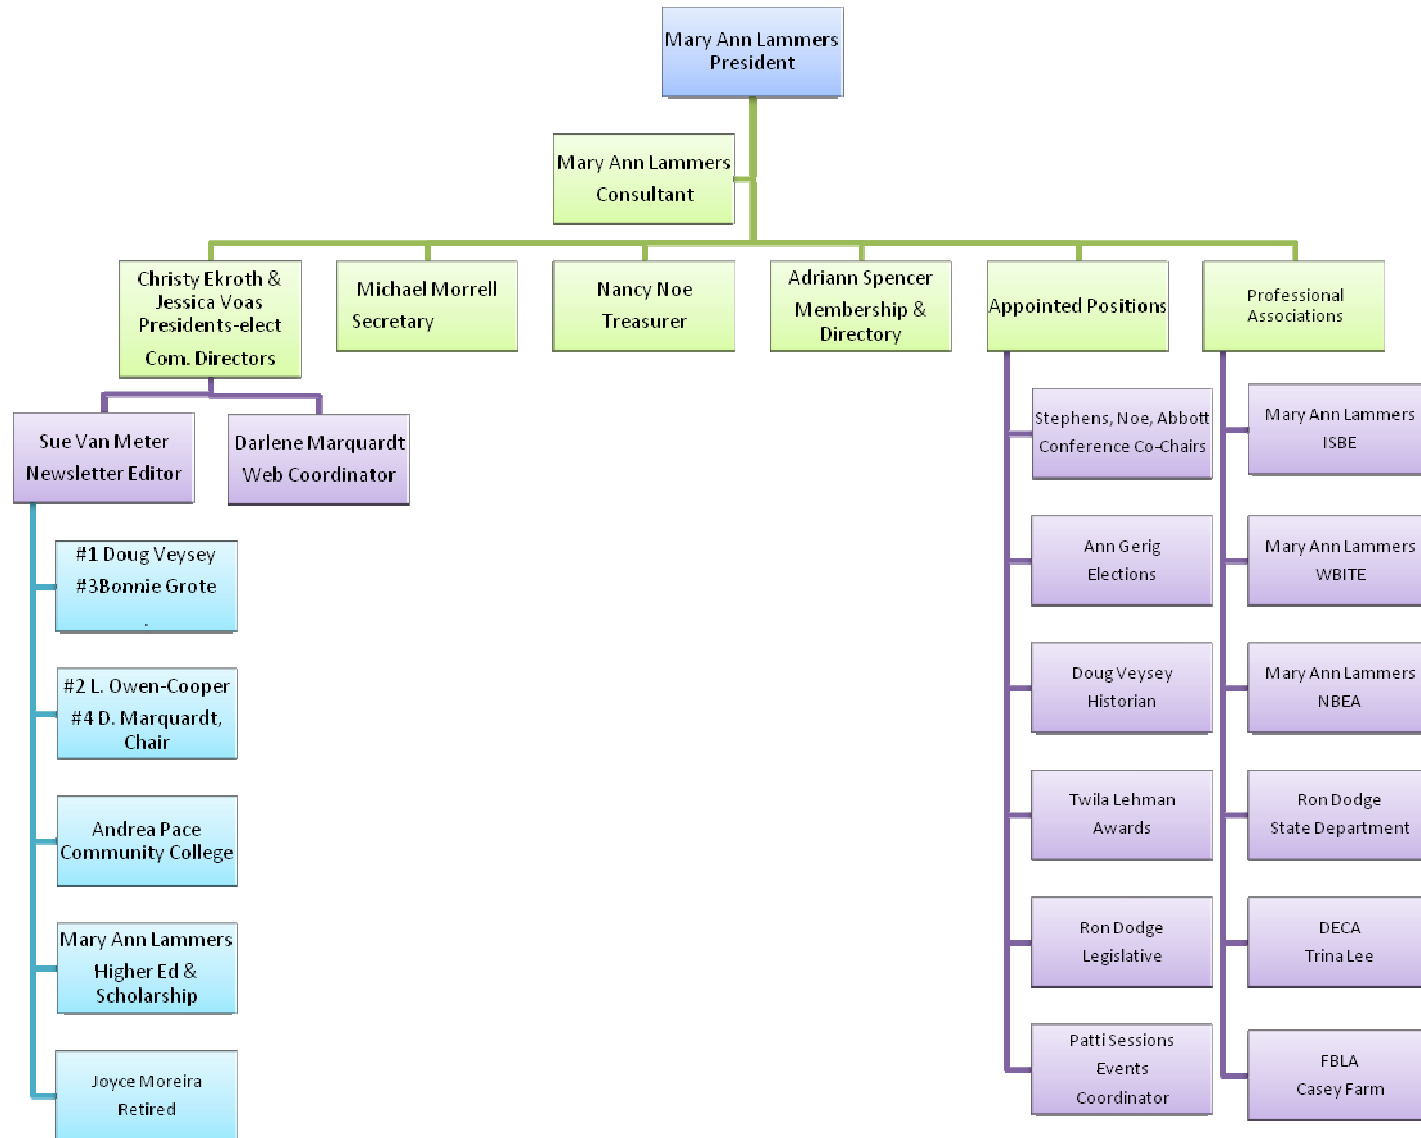 Mary Ann Lammers
President
Mary Ann Lammers
Consultant
Christy Ekroth &
Jessica Voas
Presidents-elect
Com. Directors
Michael Morrell
Secretary
Nancy Noe
Treasurer
Adriann Spencer
Membership &
Directory
Appointed Positions
Professional
Associations
Sue Van Meter
Newsletter Editor
Darlene Marquardt
Web Coordinator
#1 Doug Veysey
#3Bonnie Grote
.
#2 L. Owen-Cooper
#4 D. Marquardt,
Chair
Andrea Pace
Community College
Mary Ann Lammers
Higher Ed &
Scholarship
Joyce Moreira
Retired
Stephens, Noe, Abbott
Conference Co-Chairs
Ann Gerig
Elections
Doug Veysey
Historian
Twila Lehman
Awards
Ron Dodge
Legislative
Patti Sessions
Events
Coordinator
Mary Ann Lammers
ISBE
Mary Ann Lammers
WBITE
Mary Ann Lammers
NBEA
Ron Dodge
State Department
DECA
Trina Lee
FBLA
Casey Farm